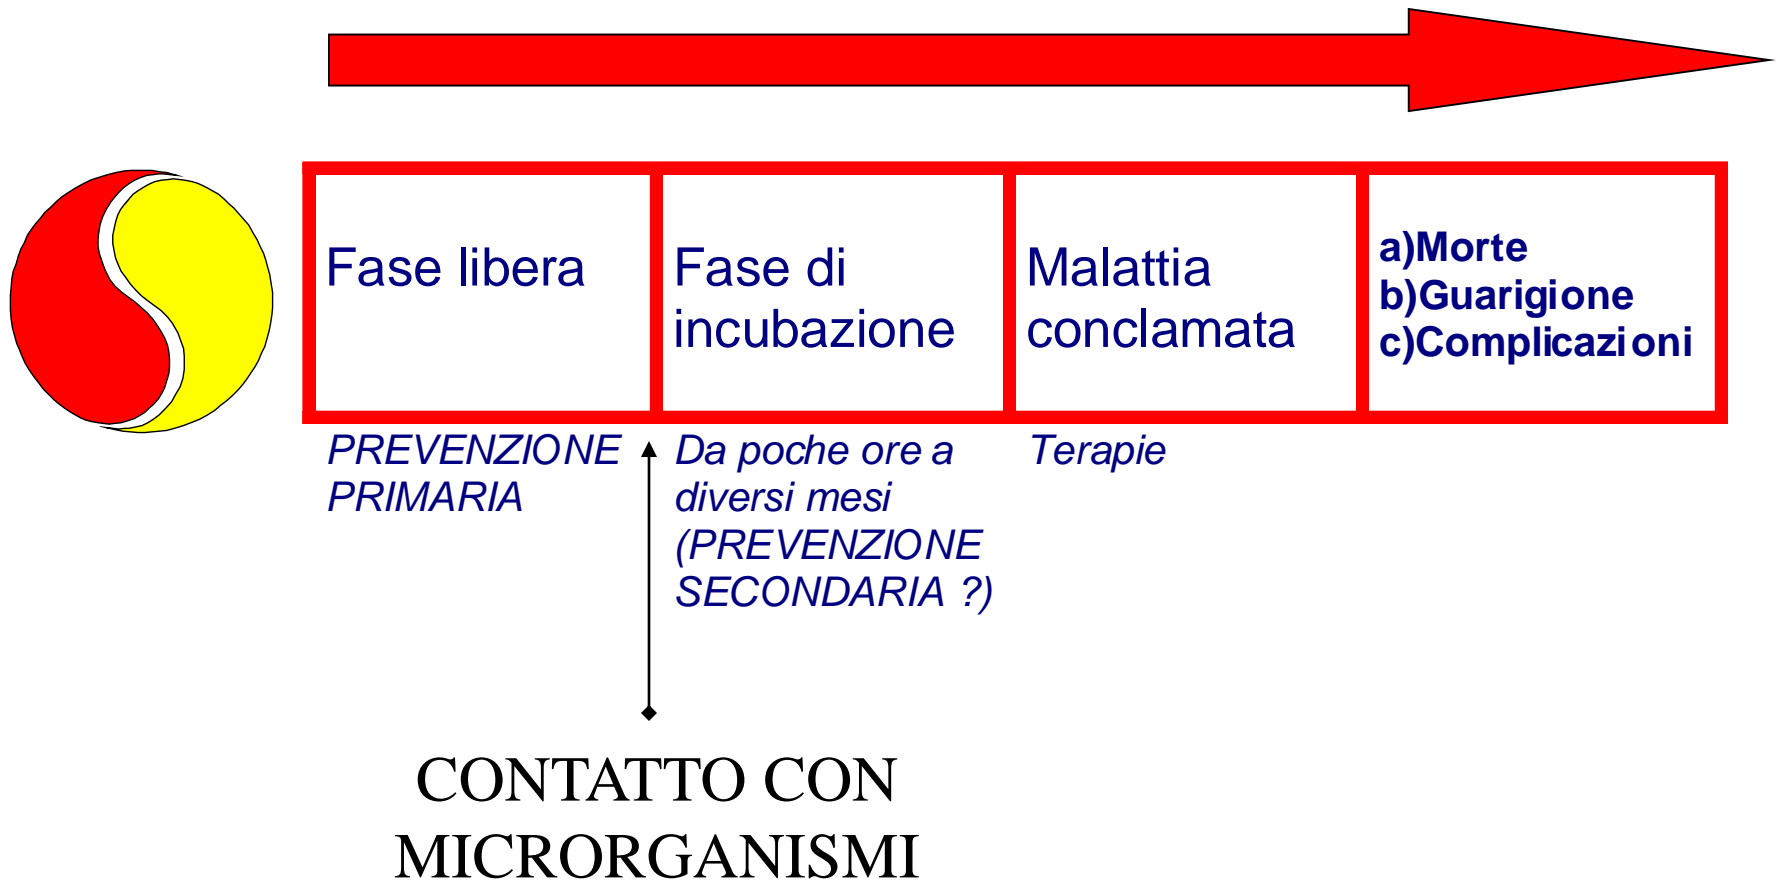 Fase libera
Fase di
incubazione
Malattia
conclamata
a)Morte
b)Guarigione
c)Complicazioni
PREVENZIONE
PRIMARIA
Da poche ore a
diversi mesi
(PREVENZIONE
SECONDARIA ?)
Terapie
CONTATTO CON
MICRORGANISMI